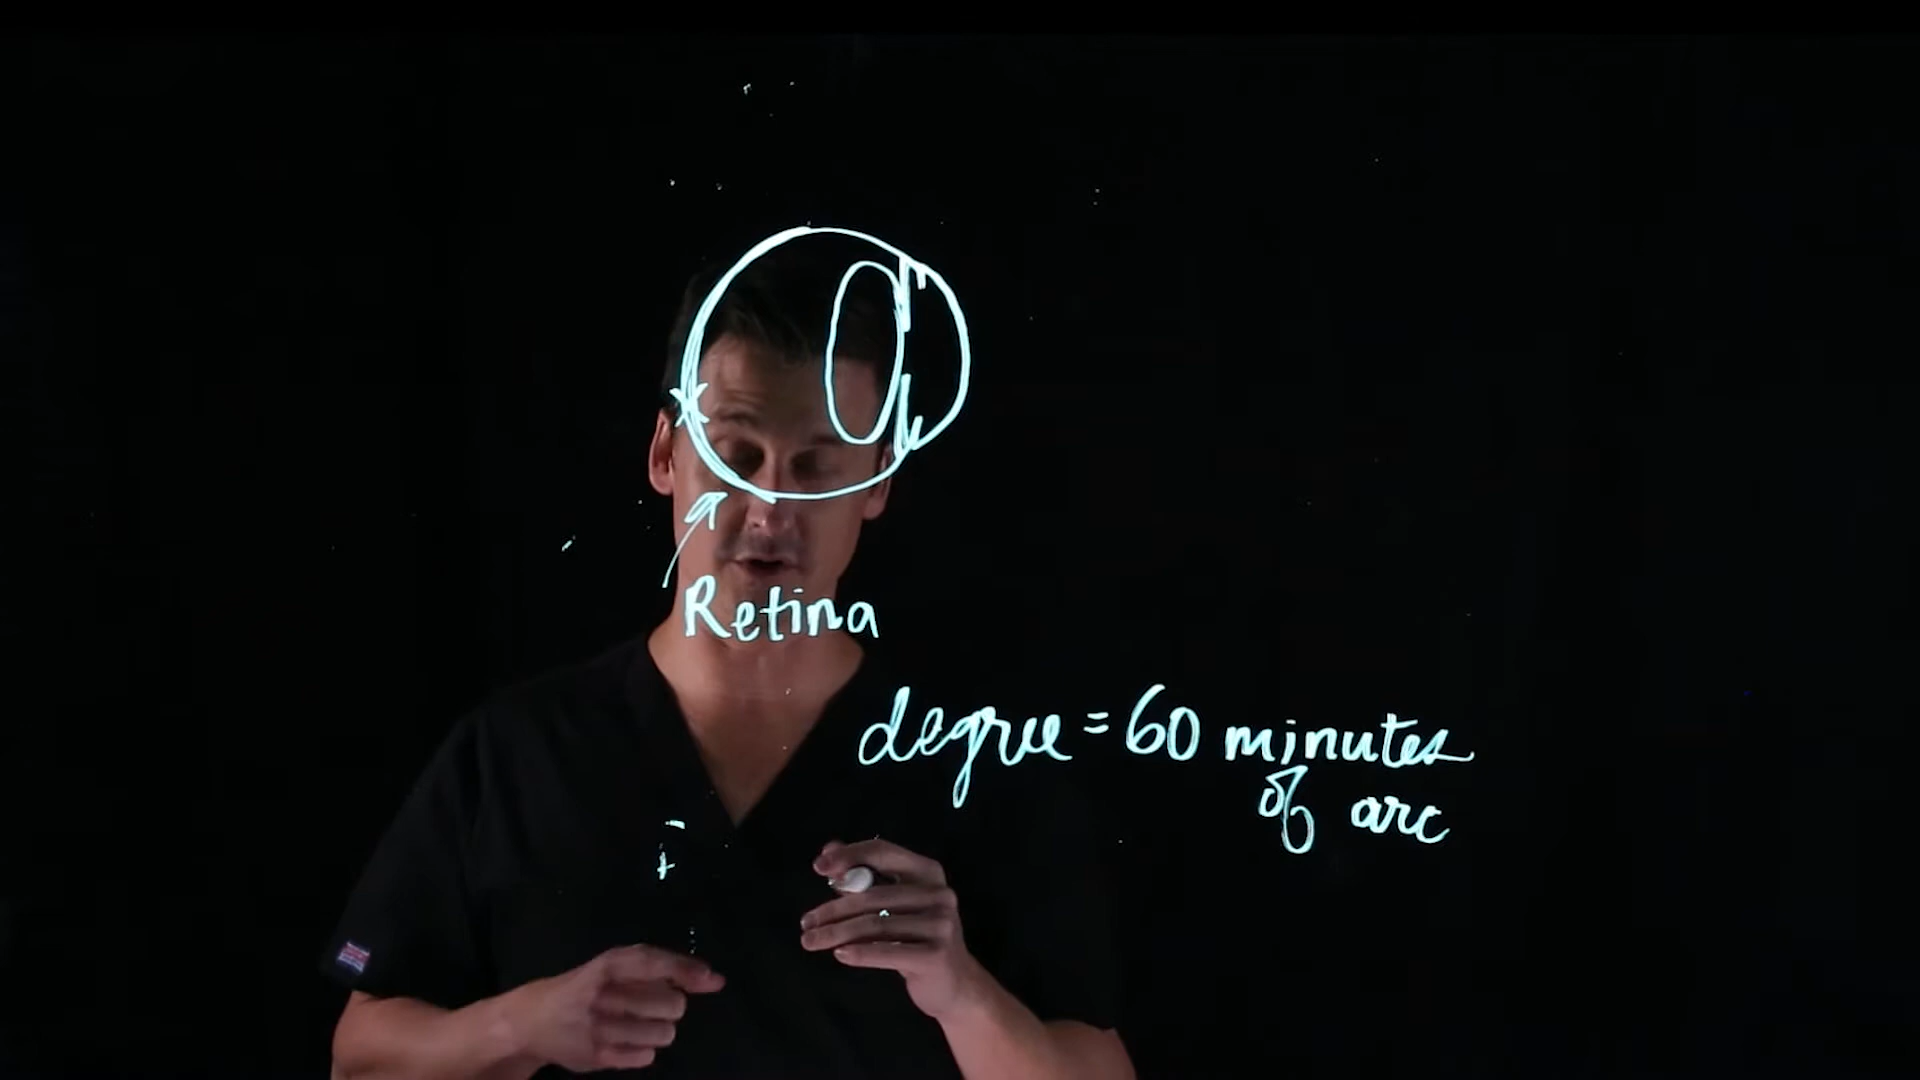 Retina
degree = 60 minutes
of arc